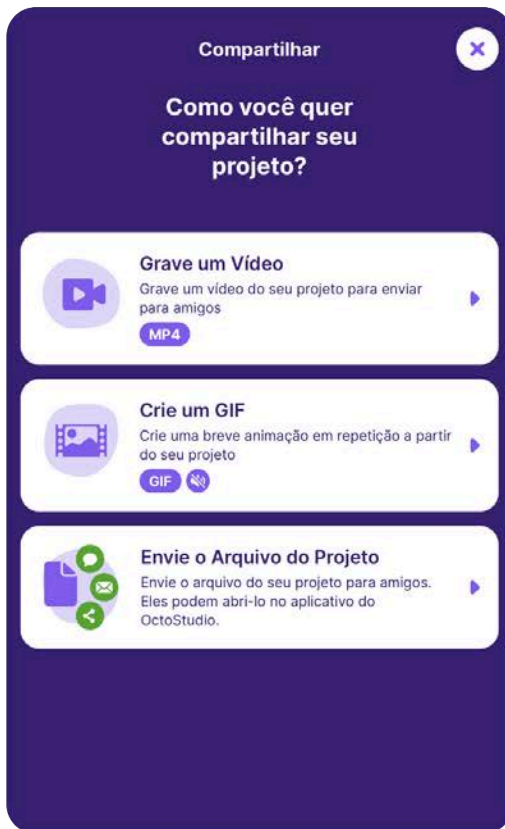 Compartilhar
Como você quer
compartilhar seu
projeto?
Grave um Vídeo
Grave um vídeo do seu projeto para enviar
para amigos
MP4
Crie um GIF
Crie uma breve animação em repetição a partir
do seu projeto
GIF
Envie o Arquivo do Projeto
Envie o arquivo do seu projeto para amigos.
Eles podem abri-lo no aplicativo do
OctoStudio.